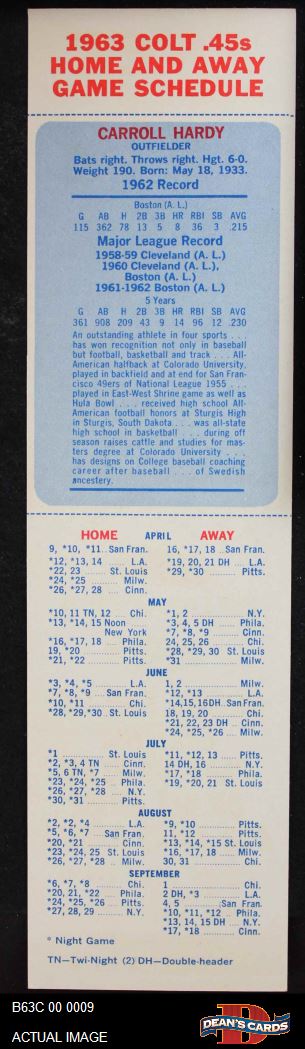 1963 COLT .45s
HOME AND AWAY
GAME SCHEDULE
CARROLL HARDY
OUTFIELDER
Bats right. Throws right. Hgt. 6-0.
Weight 190. Born: May 18, 1933.
1962 Record
Boston (A. L.)
G AB H 2B 3B HR RBI SB AVG
115 362 78 13 5 8 36 3 .215
Major League Record
1958-59 Cleveland (A. L.)
1960 Cleveland (A. L.),
Boston (A. L.)
1961-1962 Boston (A. L.)
5 Years
G AB H 2B 3B HR RBI SB AVG
361 908 209 43 9 14 96 12 .230
An outstanding athlete in four sports . . .
has won recognition not only in baseball
but football, basketball and track . . . All-
American halfback at Colorado University,
played in backfield and at end for San Fran-
cisco 49ers of National League 1955 . . .
played in East-West Shrine game as well as
Hula Bowl . . . received high school All-
American football honors at Sturgis High
in Sturgis, South Dakota . . . was all-state
high school in basketball . . . during off
season raises cattle and studies for mas-
ters degree at Colorado University . . .
has designs on College baseball coaching
career after baseball . . . of Swedish
ancestery.
HOME APRIL AWAY
9, *10, *11 ... San Fran. 16, *17, 18 ... San Fran.
*12, *13, 14 ........ L.A. *19, 20, 21 DH ... L.A.
*22, 23 ........ St. Louis *29, *30 ........ Pitts.
*24, *25 ........ Milw.
*26, *27, 28 ..... Cinn.
MAY
*10, 11 TN, 12 ..... Chi. *1, 2 ........ N.Y.
*13, *14, 15 Noon *3, 4, 5 DH ...... Phila.
New York *7, *8, *9 ........ Cinn.
*16, *17, *18 ..... Phila. 24, 25, 26 ........ Chi.
19, *20 ........ Pitts. *28, *29, 30 St. Louis
*21, *22 ........ Pitts. *31 ........ Milw.
JUNE
*3, *4, *5 ........ L.A. 1, 2 ........ Milw.
*7, *8, *9 ..... San Fran. *12, *13 ........ L.A.
*10, *11 ........ Chi. *14,15,16DH San Fran.
*28, *29, *30 . St. Louis 18, 19, 20 ........ Chi.
*21, 22, 23 DH .. Cinn.
*24, *25, *26 ... Milw.
JULY
*1 ........ St. Louis *11, *12, 13 ..... Pitts.
*2, *3, 4 TN ..... Cinn. 14 DH, 16 ........ N.Y.
*5, 6 TN, *7 ..... Milw. *17, *18 ........ Phila.
*23, *24, *25 ... Phila. *19, *20, 21 St. Louis
*26, *27, *28 .... N.Y.
*30, *31 ........ Pitts.
AUGUST
*2, *2, *4 ........ L.A. *9, *10 ........ Pitts.
*5, *6, *7 ... San Fran. 11, *12 ........ Pitts.
*20, *21 ........ Cinn. *13, *14, *15 St. Louis
*23, *24, 25 St. Louis *16, *17, 18 ..... Milw.
*26, *27, *28 .. Milw. 30, 31 ........ Chi.
SEPTEMBER
*6, *7, *8 ........ Chi. 1 ........ Chi.
*20, 21, *22 ... Phila. 2 DH, *3 ........ L.A.
*24, *25, *26 .. Pitts. 4, 5 ........ San Fran.
*27, 28, 29 ...... N.Y. *10, *11, *12 .. Phila.
*13, 14, 15 DH ... N.Y.
*17, *18 ........ Cinn.
* Night Game
TN—Twi-Night (2) DH—Double-header
B63C 00 0009
ACTUAL IMAGE
D
DEAN'S CARDS